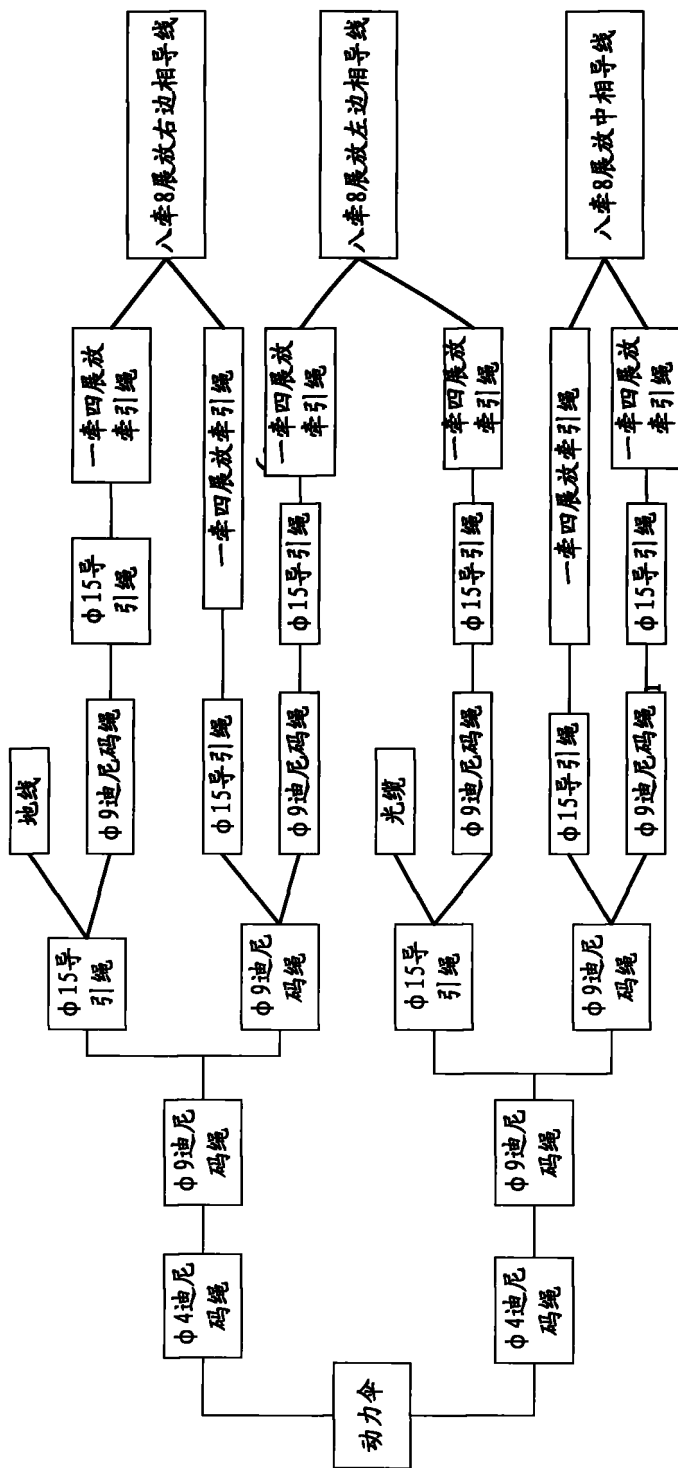 动力伞
φ4迪尼
码绳
φ4迪尼
码绳
φ9迪尼
码绳
φ9迪尼
码绳
φ15导
引绳
φ9迪尼
码绳
φ15导
引绳
φ9迪尼
码绳
地线
φ9迪尼码绳
φ15导引绳
φ9迪尼码绳
光缆
φ9迪尼码绳
φ15导引绳
φ9迪尼码绳
φ15导
引绳
φ15导引绳
φ15导引绳
φ15导引绳
一牵四展放
牵引绳
一牵四展放牵引绳
一牵四展放
牵引绳
一牵四展放
牵引绳
一牵四展放牵引绳
一牵四展放
牵引绳
八牵8展放右边相导线
八牵8展放左边相导线
八牵8展放中相导线